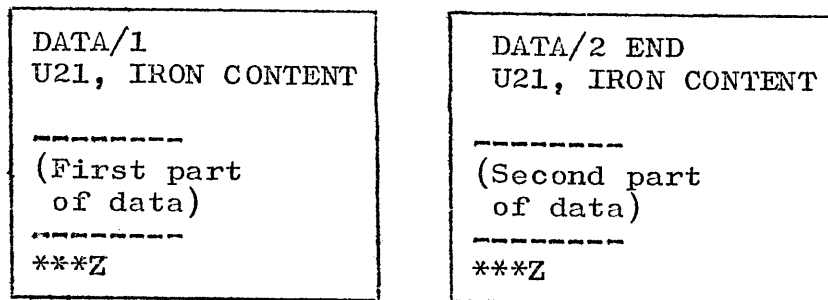 DATA/1
U21, IRON CONTENT
---------
(First part
of data)
---------
***Z
DATA/2 END
U21, IRON CONTENT
---------
(Second part
of data)
---------
***Z